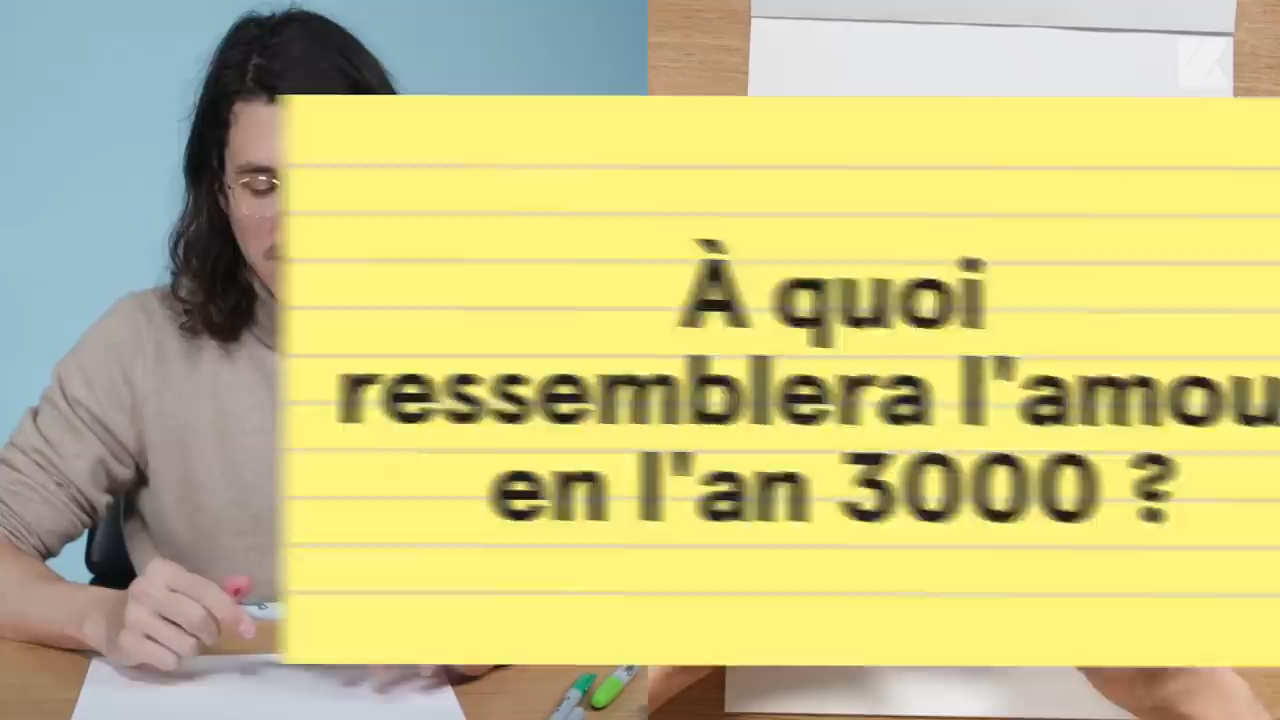 À quoi
ressemblera l'amou
en l'an 3000 ?